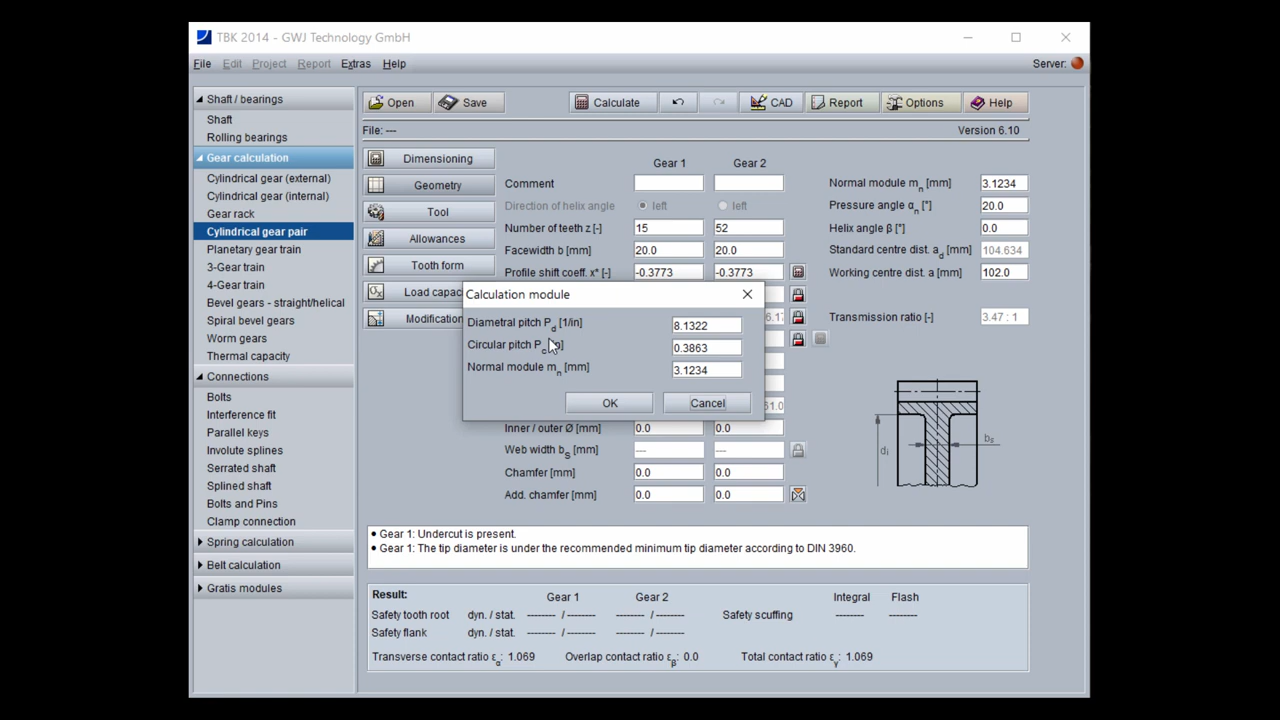 TBK 2014 - GWJ Technology GmbH
File Edit Project Report Extras Help Server:
Shaft / bearings
Shaft
Rolling bearings
Gear calculation
Cylindrical gear (external)
Cylindrical gear (internal)
Gear rack
Cylindrical gear pair
Planetary gear train
3-Gear train
4-Gear train
Bevel gears - straight/helical
Spiral bevel gears
Worm gears
Thermal capacity
Connections
Bolts
Interference fit
Parallel keys
Involute splines
Serrated shaft
Splined shaft
Bolts and Pins
Clamp connection
Spring calculation
Belt calculation
Gratis modules
Open Save Calculate CAD Report Options Help
File: --- Version 6.10
Dimensioning
Geometry
Tool
Allowances
Tooth form
Load capac
Modification
Gear 1 Gear 2
Comment
Direction of helix angle left left
Number of teeth z [-] 15 52
Facewidth b [mm] 20.0 20.0
Profile shift coeff. x* [-] -0.3773 -0.3773
Normal module mn [mm] 3.1234
Pressure angle αn [°] 20.0
Helix angle β [°] 0.0
Standard centre dist. ad [mm] 104.634
Working centre dist. a [mm] 102.0
Transmission ratio [-] 3.47 : 1
Calculation module
Diametral pitch Pd [1/in] 8.1322
Circular pitch Pc 0.3863
Normal module mn [mm] 3.1234
OK Cancel
Inner / outer Ø [mm] 0.0 0.0
Web width bS [mm] --- ---
Chamfer [mm] 0.0 0.0
Add. chamfer [mm] 0.0 0.0
di bs
● Gear 1: Undercut is present.
● Gear 1: The tip diameter is under the recommended minimum tip diameter according to DIN 3960.
Result: Gear 1 Gear 2 Integral Flash
Safety tooth root dyn. / stat. -------- / -------- -------- / -------- Safety scuffing -------- --------
Safety flank dyn. / stat. -------- / -------- -------- / --------
Transverse contact ratio εα: 1.069 Overlap contact ratio εβ: 0.0 Total contact ratio εγ: 1.069